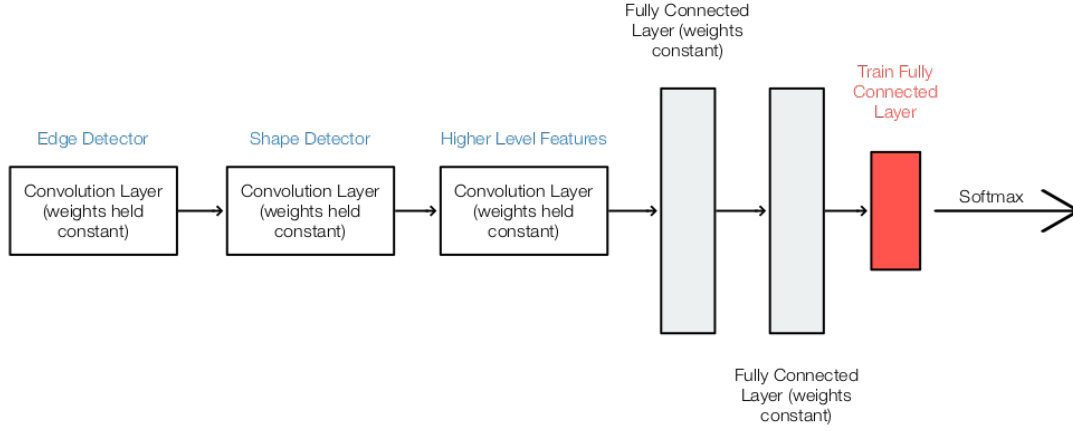 Fully Connected
Layer (weights
constant)
Train Fully
Connected
Layer
Edge Detector
Shape Detector
Higher Level Features
Convolution Layer
(weights held
constant)
Convolution Layer
(weights held
constant)
Convolution Layer
(weights held
constant)
Softmax
Fully Connected
Layer (weights
constant)